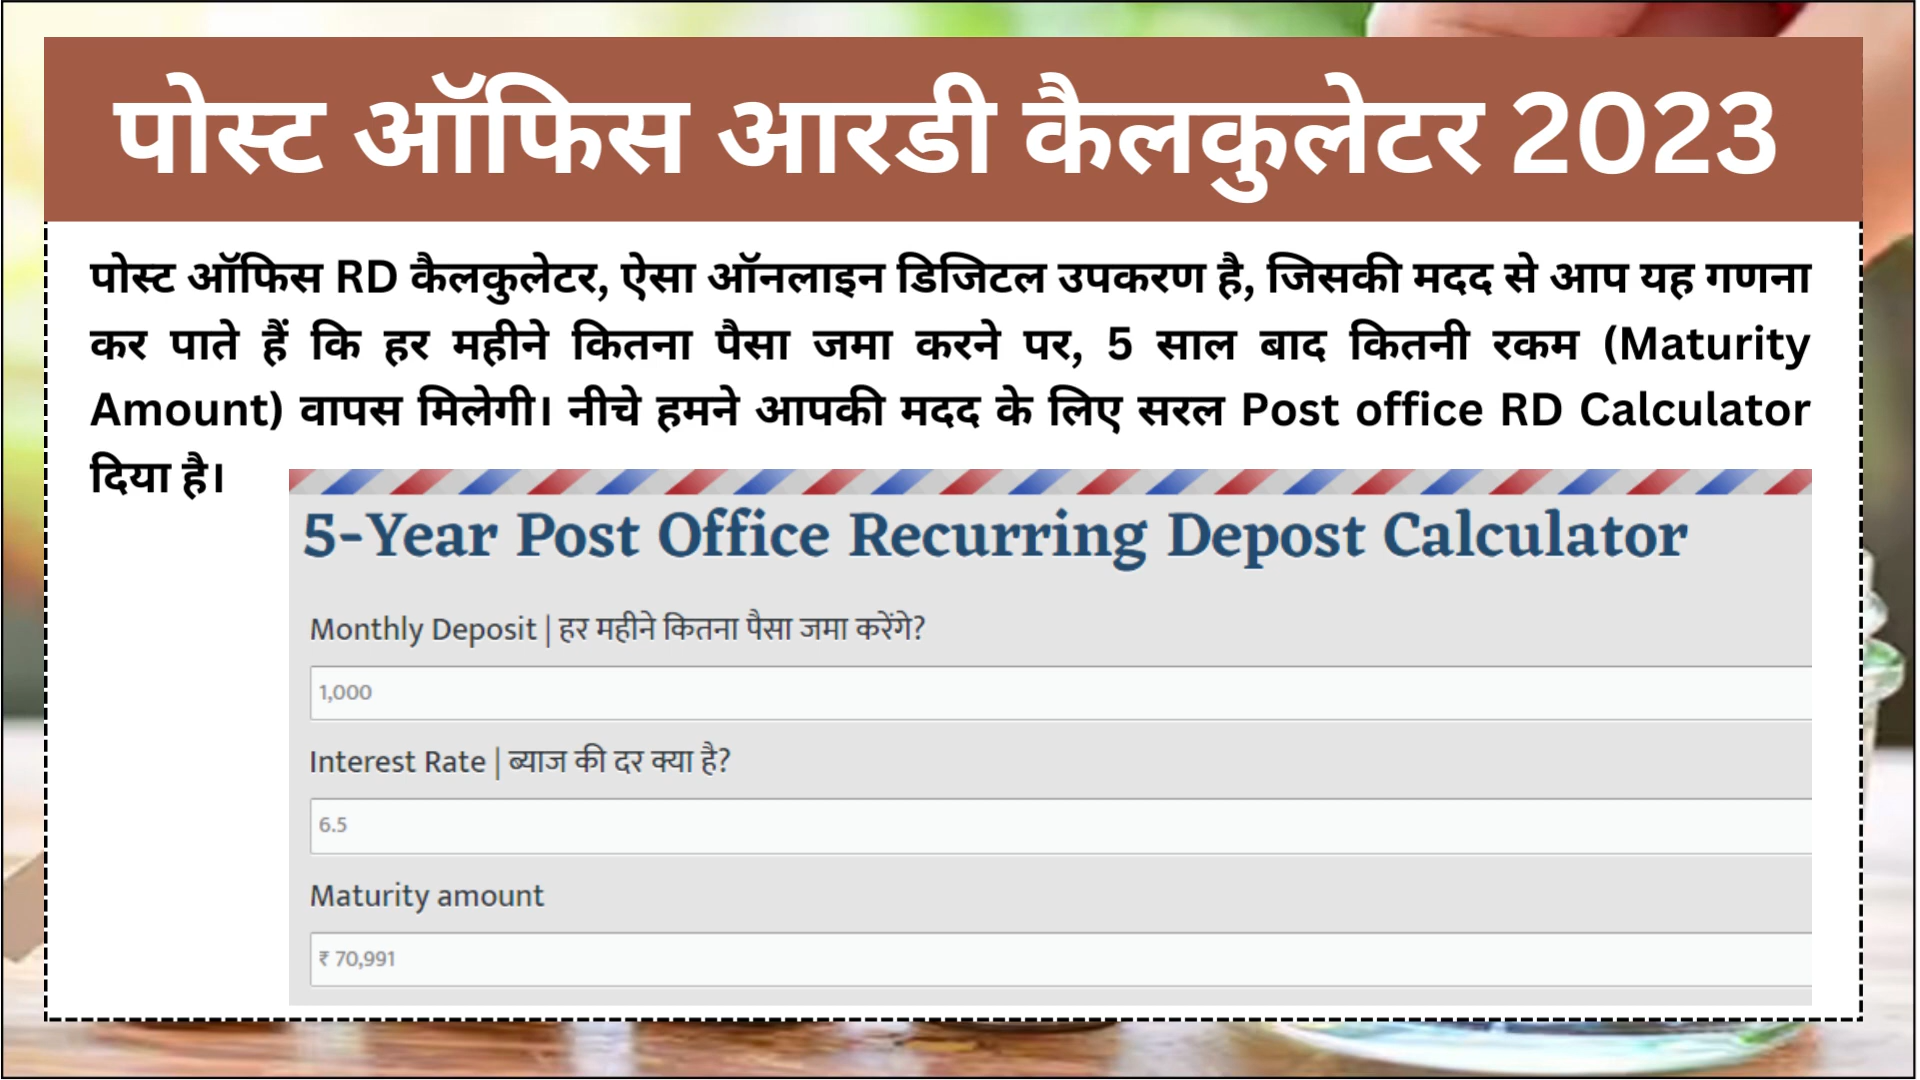 पोस्ट ऑफिस आरडी कैलकुलेटर 2023
पोस्ट ऑफिस RD कैलकुलेटर, ऐसा ऑनलाइन डिजिटल उपकरण है, जिसकी मदद से आप यह गणना
कर पाते हैं कि हर महीने कितना पैसा जमा करने पर, 5 साल बाद कितनी रकम (Maturity
Amount) वापस मिलेगी। नीचे हमने आपकी मदद के लिए सरल Post office RD Calculator
दिया है।
5-Year Post Office Recurring Depost Calculator
Monthly Deposit | हर महीने कितना पैसा जमा करेंगे?
1,000
Interest Rate | ब्याज की दर क्या है?
6.5
Maturity amount
₹ 70,991